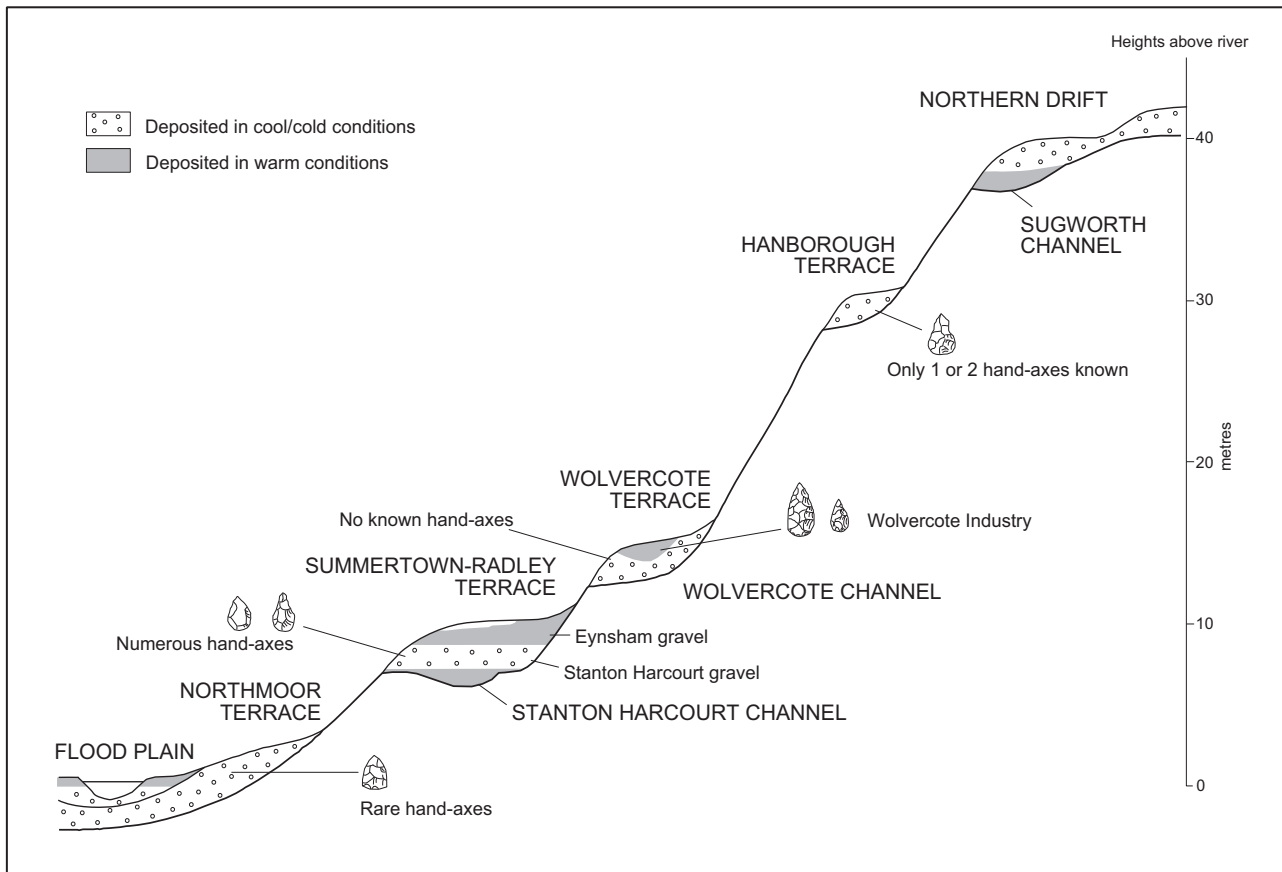 Heights above river
NORTHERN DRIFT
Deposited in cool/cold conditions
Deposited in warm conditions
40
SUGWORTH
CHANNEL
HANBOROUGH
TERRACE
30
Only 1 or 2 hand-axes known
20
metres
WOLVERCOTE
TERRACE
No known hand-axes
Wolvercote Industry
SUMMERTOWN-RADLEY
TERRACE
WOLVERCOTE CHANNEL
Numerous hand-axes
Eynsham gravel
10
Stanton Harcourt gravel
NORTHMOOR
TERRACE
STANTON HARCOURT CHANNEL
FLOOD PLAIN
0
Rare hand-axes